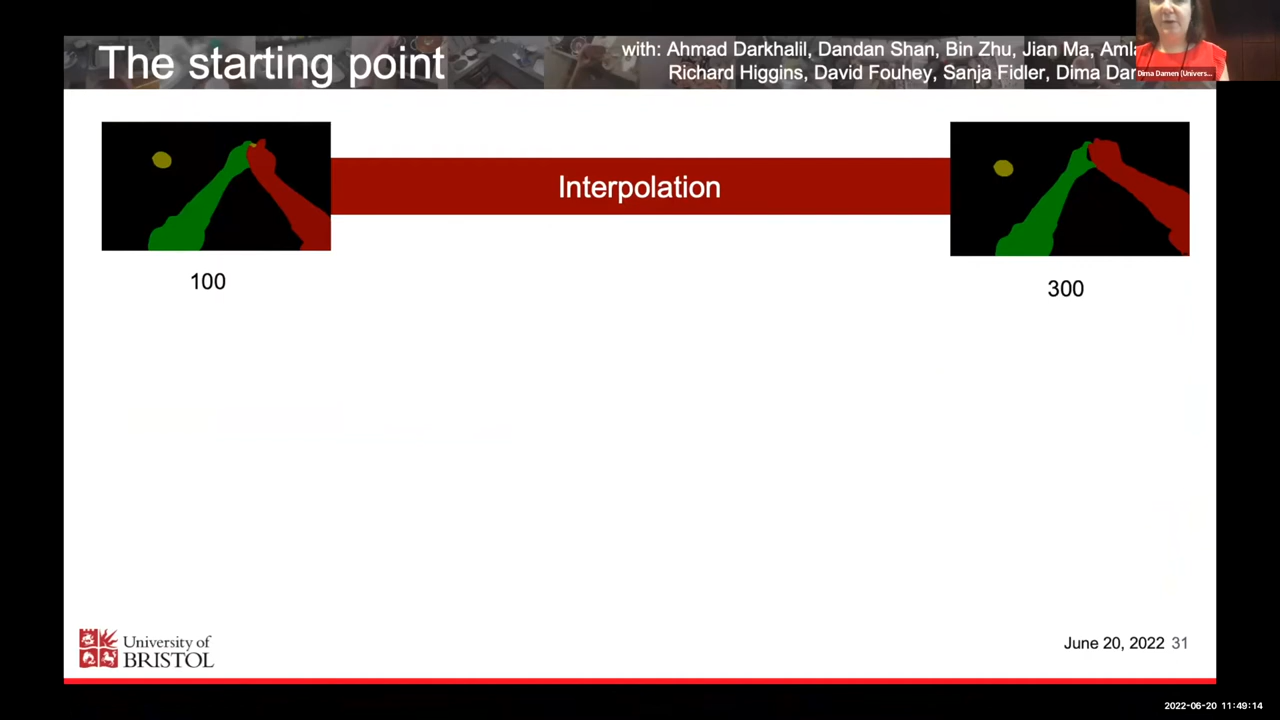 The starting point
with: Ahmad Darkhalil, Dandan Shan, Bin Zhu, Jian Ma,
Richard Higgins, David Fouhey, Sanja Fidler, Dima
Dima Damen (Univers...
Interpolation
100
300
University of
BRISTOL
June 20, 2022 31
2022-06-20 11:49:14